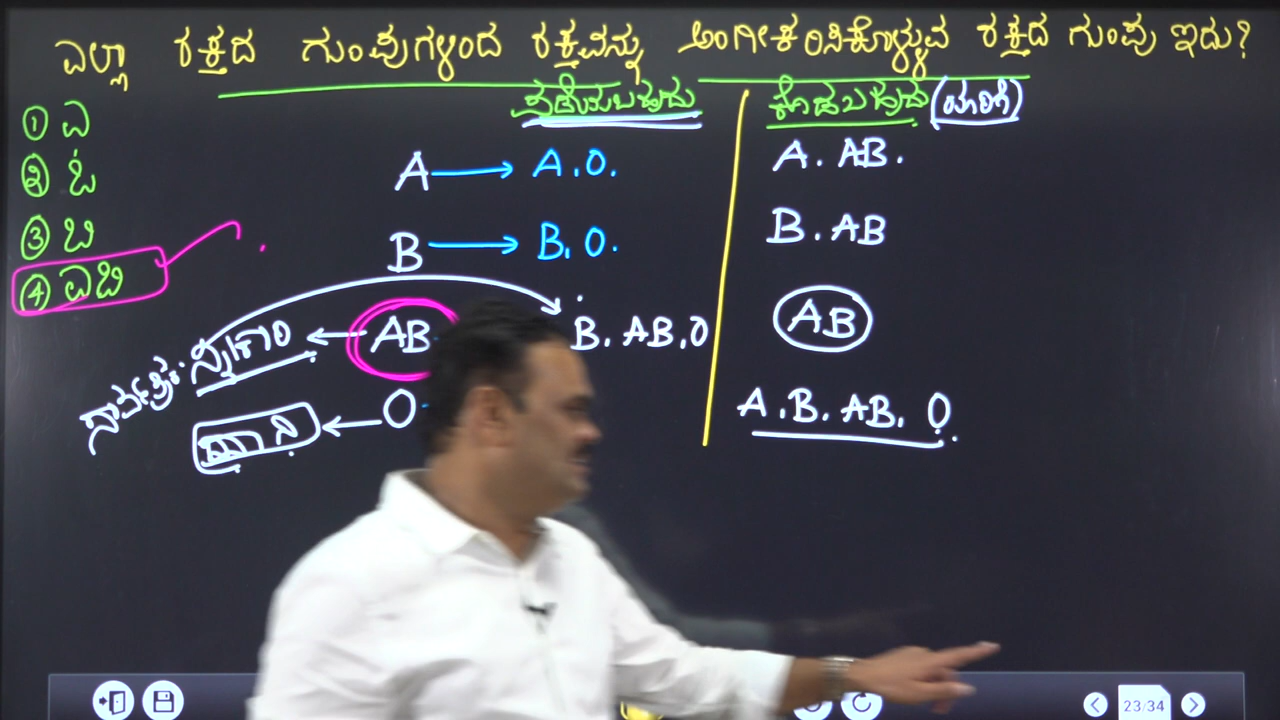 ಎಲ್ಲಾ ರಕ್ತದ ಗುಂಪುಗಳಿಂದ ರಕ್ತವನ್ನು ಅಂಗೀಕರಿಸಿಕೊಳ್ಳುವ ರಕ್ತದ ಗುಂಪು ಇದು?
ಪಡೆಯಬಹುದು ಕೊಡಬಹುದು (ಯಾರಿಗೆ)
① ಎ
② ಓ
③ ಬಿ
④ ಎಬಿ
A → A.O. A. AB.
B → B.O. B. AB
ಸಾರ್ವತ್ರಿಕ ಸ್ವೀಕಾರಿ ← AB B. AB.O AB
ದಾನಿ ← O A.B. AB. O.
23/34